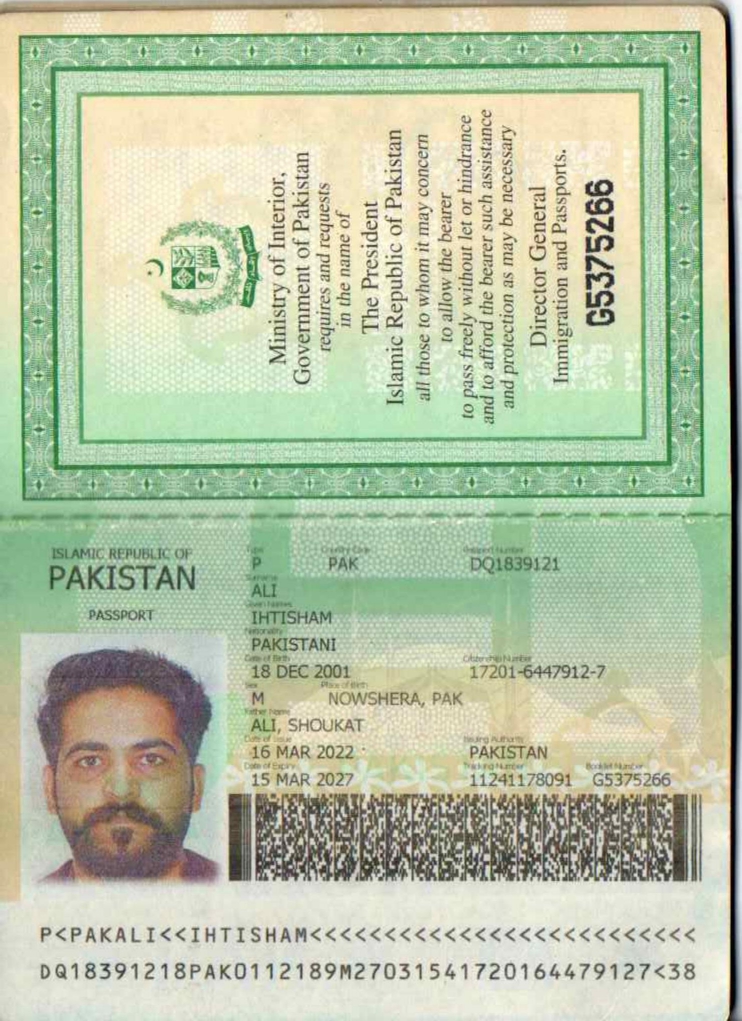 Ministry of Interior,
Government of Pakistan
requires and requests
in the name of
The President
Islamic Republic of Pakistan
all those to whom it may concern
to allow the bearer
to pass freely without let or hindrance
and to afford the bearer such assistance
and protection as may be necessary
Director General
Immigration and Passports.
G5375266
ISLAMIC REPUBLIC OF
PAKISTAN
PASSPORT
Type Country Code Passport Number
P PAK DQ1839121
Surname
ALI
Given Names
IHTISHAM
Nationality
PAKISTANI
Date of Birth Citizenship Number
18 DEC 2001 17201-6447912-7
Sex Place of Birth
M NOWSHERA, PAK
Father Name
ALI, SHOUKAT
Date of Issue Issuing Authority
16 MAR 2022 PAKISTAN
Date of Expiry Tracking Number Booklet Number
15 MAR 2027 11241178091 G5375266
P<PAKALI<<IHTISHAM<<<<<<<<<<<<<<<<<<<<<<<<<<
DQ18391218PAK0112189M27031541720164479127<38